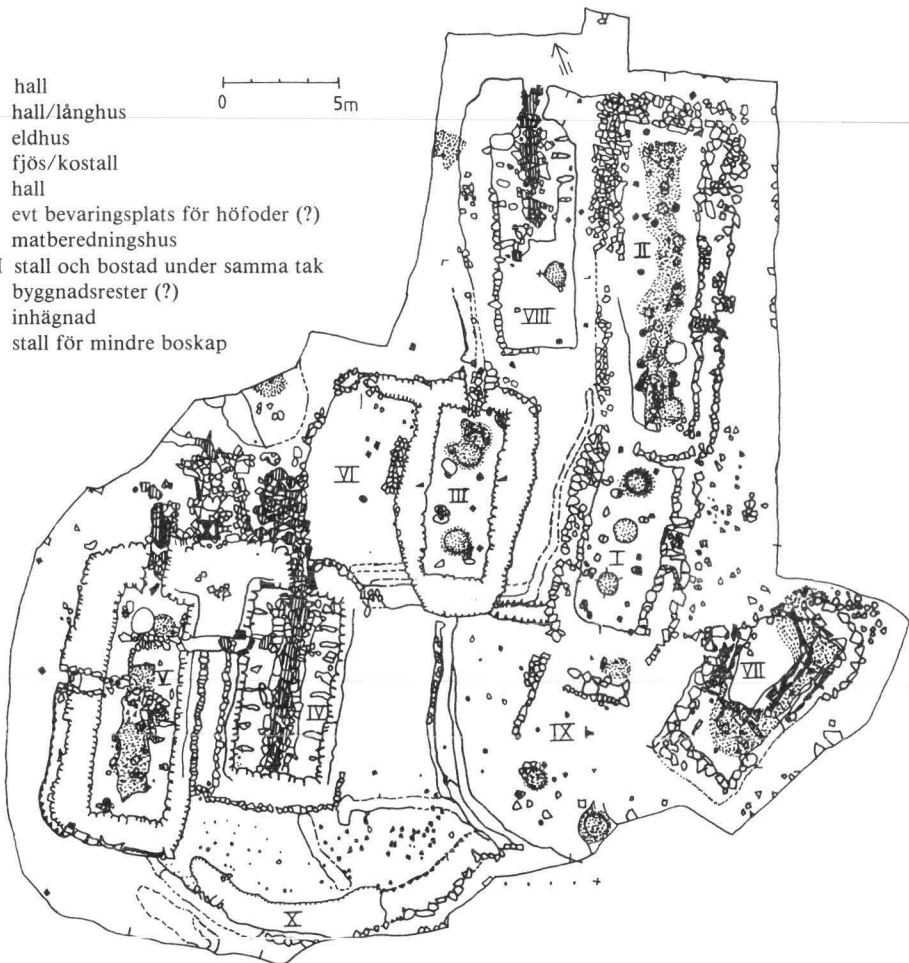 hall
hall/långhus
eldhus
fjös/kostall
hall
evt bevaringsplats för höfoder (?)
matberedningshus
I stall och bostad under samma tak
byggnadsrester (?)
inhägnad
stall för mindre boskap
0 5m
II
VIII
VI
III
I
VII
V
IV
IX
X